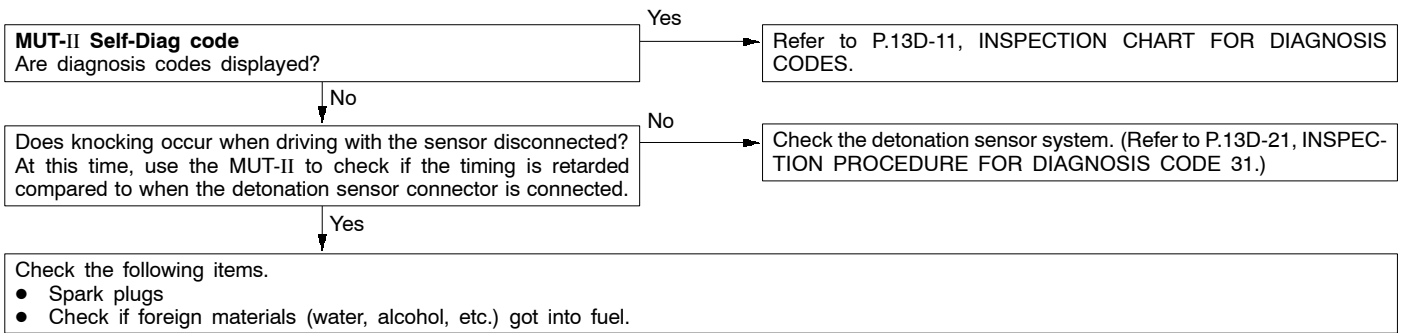 Yes
MUT-II Self-Diag code
Are diagnosis codes displayed?
Refer to P.13D-11, INSPECTION CHART FOR DIAGNOSIS
CODES.
No
Does knocking occur when driving with the sensor disconnected?
At this time, use the MUT-II to check if the timing is retarded
compared to when the detonation sensor connector is connected.
No
Check the detonation sensor system. (Refer to P.13D-21, INSPEC-
TION PROCEDURE FOR DIAGNOSIS CODE 31.)
Yes
Check the following items.
● Spark plugs
● Check if foreign materials (water, alcohol, etc.) got into fuel.